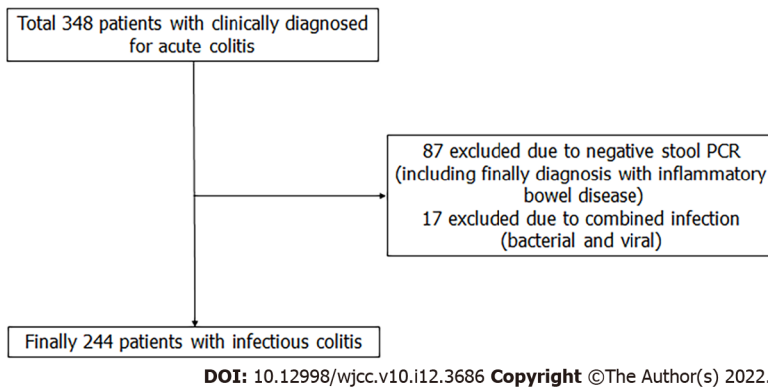 Total 348 patients with clinically diagnosed
for acute colitis
87 excluded due to negative stool PCR
(including finally diagnosis with inflammatory
bowel disease)
17 excluded due to combined infection
(bacterial and viral)
Finally 244 patients with infectious colitis
DOI: 10.12998/wjcc.v10.i12.3686 Copyright ©The Author(s) 2022.